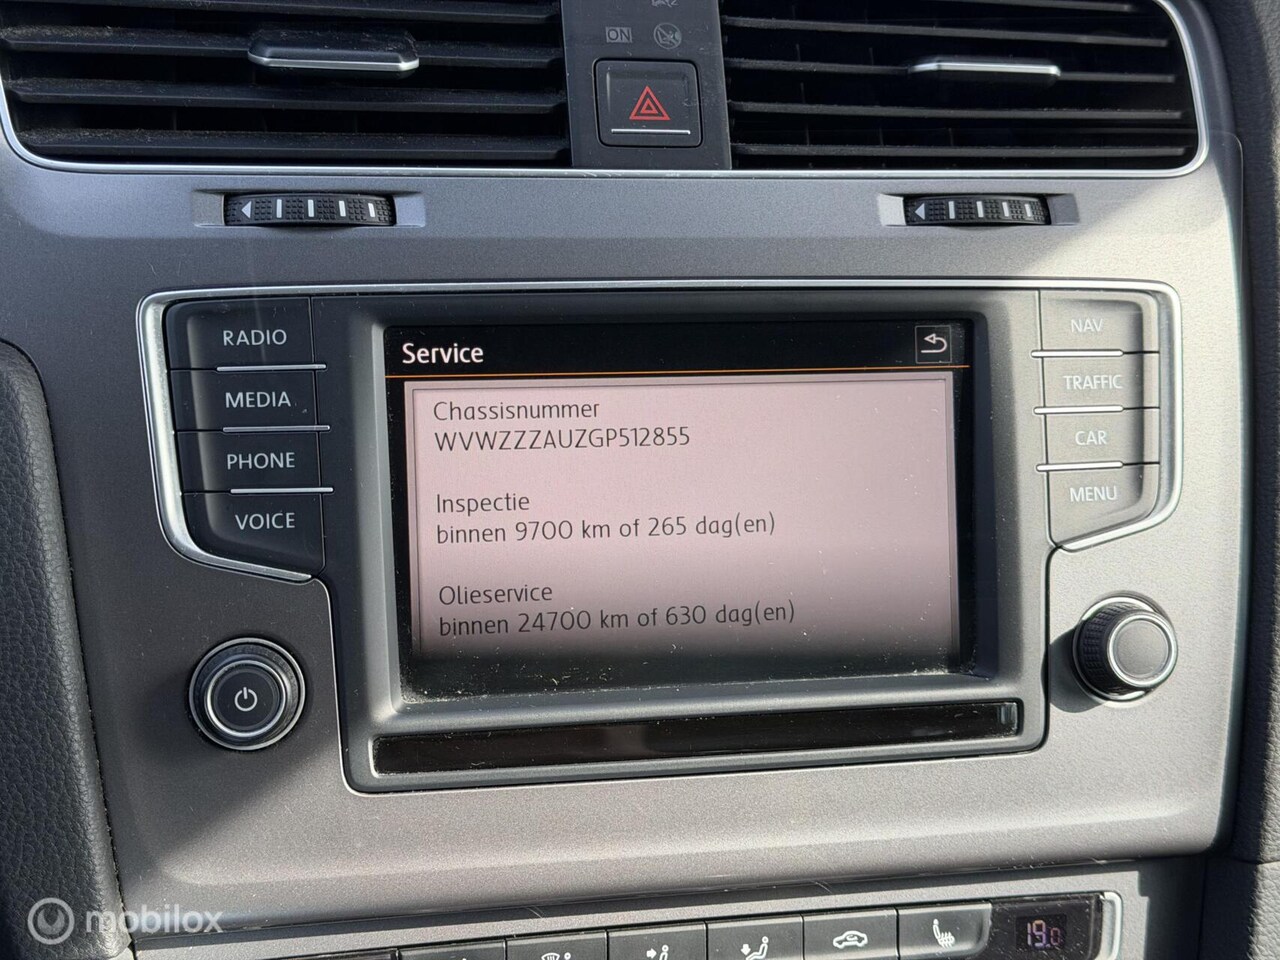 ON
RADIO
MEDIA
PHONE
VOICE
NAV
TRAFFIC
CAR
MENU
Service
Chassisnummer
WVWZZZAUZGP512855
Inspectie
binnen 9700 km of 265 dag(en)
Olieservice
binnen 24700 km of 630 dag(en)
19.0
mobilox